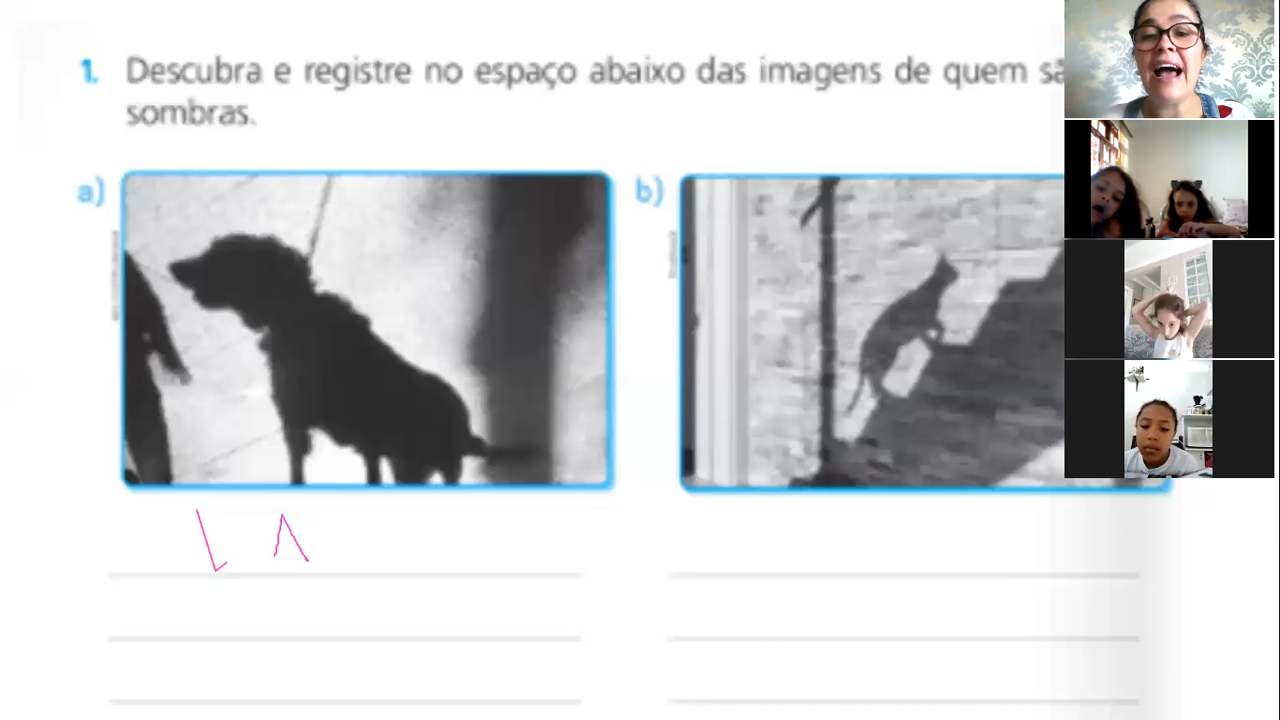 1. Descubra e registre no espaço abaixo das imagens de quem sã
sombras.
a)
b)
L A